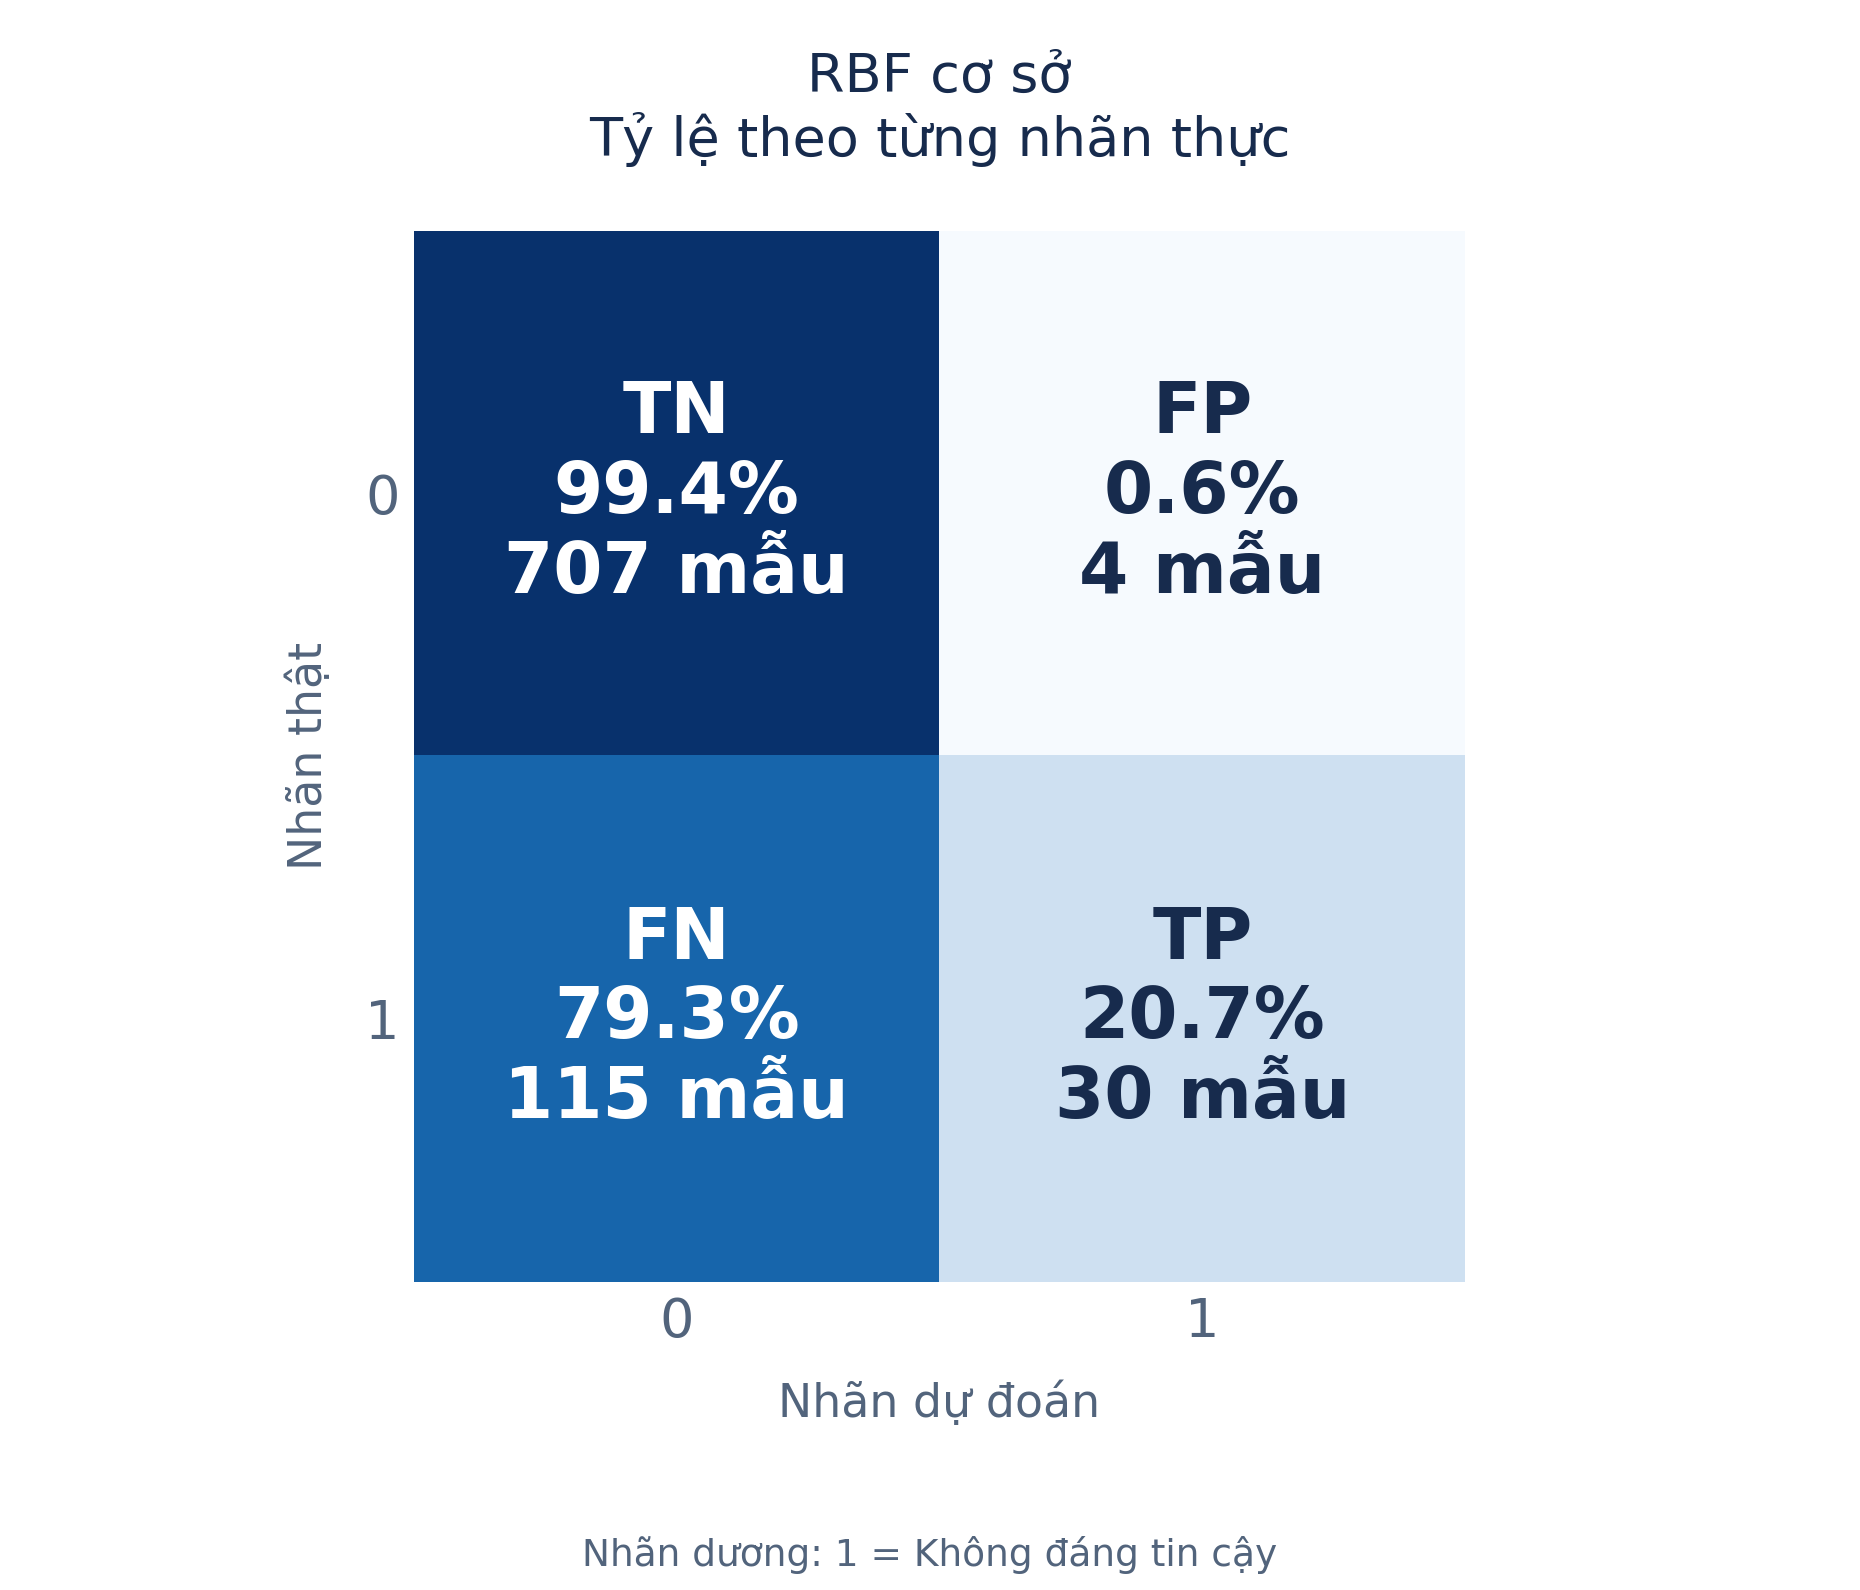 RBF cơ sở
Tỷ lệ theo từng nhãn thực
TN
99.4%
707 mẫu
FP
0.6%
4 mẫu
0
Nhãn thật
FN
79.3%
115 mẫu
TP
20.7%
30 mẫu
1
0
1
Nhãn dự đoán
Nhãn dương: 1 = Không đáng tin cậy